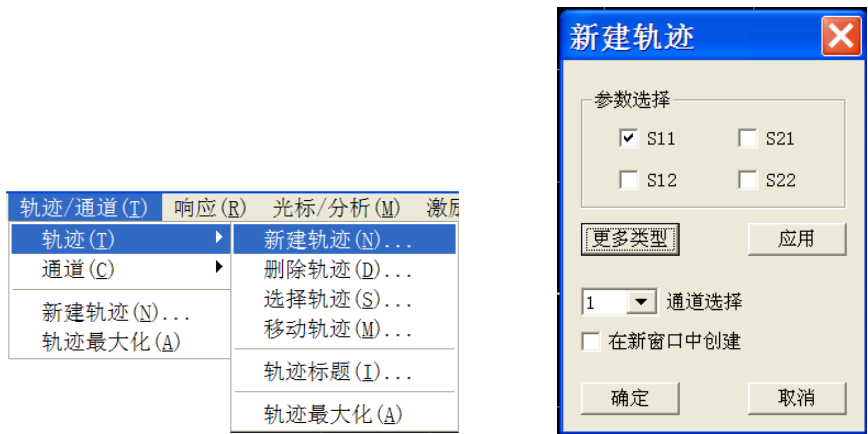 轨迹/通道(T) 响应(R) 光标/分析(M) 激
轨迹(T)
通道(C)
新建轨迹(N)...
轨迹最大化(A)
新建轨迹(N)...
删除轨迹(D)...
选择轨迹(S)...
移动轨迹(M)...
轨迹标题(I)...
轨迹最大化(A)
新建轨迹
参数选择
S11 S21
S12 S22
更多类型 应用
1 通道选择
在新窗口中创建
确定 取消